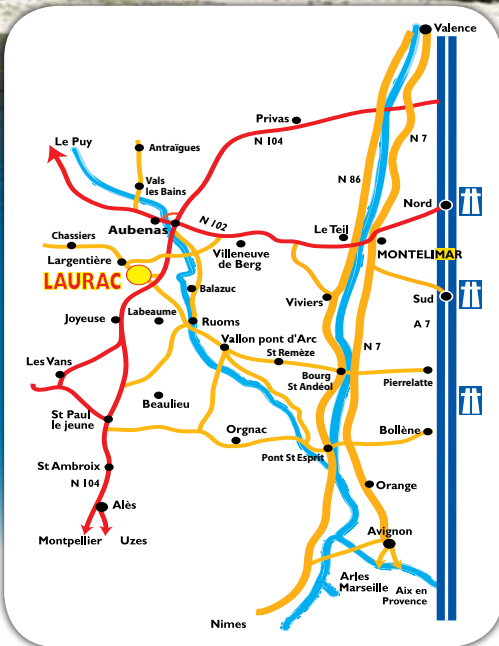 Valence
Privas
N 104
N 7
Le Puy
Antraïgues
N 86
Vals
les Bains
Nord
Aubenas
N 102
Le Teil
Chassiers
Villeneuve
de Berg
MONTELIMAR
Largentière
LAURAC
Balazuc
Viviers
Sud
Joyeuse
Labeaume
Ruoms
A 7
Vallon pont d'Arc
N 7
St Remèze
Les Vans
Bourg
St Andéol
Pierrelatte
Beaulieu
St Paul
le jeune
Orgnac
Bollène
Pont St Esprit
St Ambroix
N 104
Orange
Alès
Avignon
Montpellier
Uzes
Arles
Marseille
Aix en
Provence
Nimes